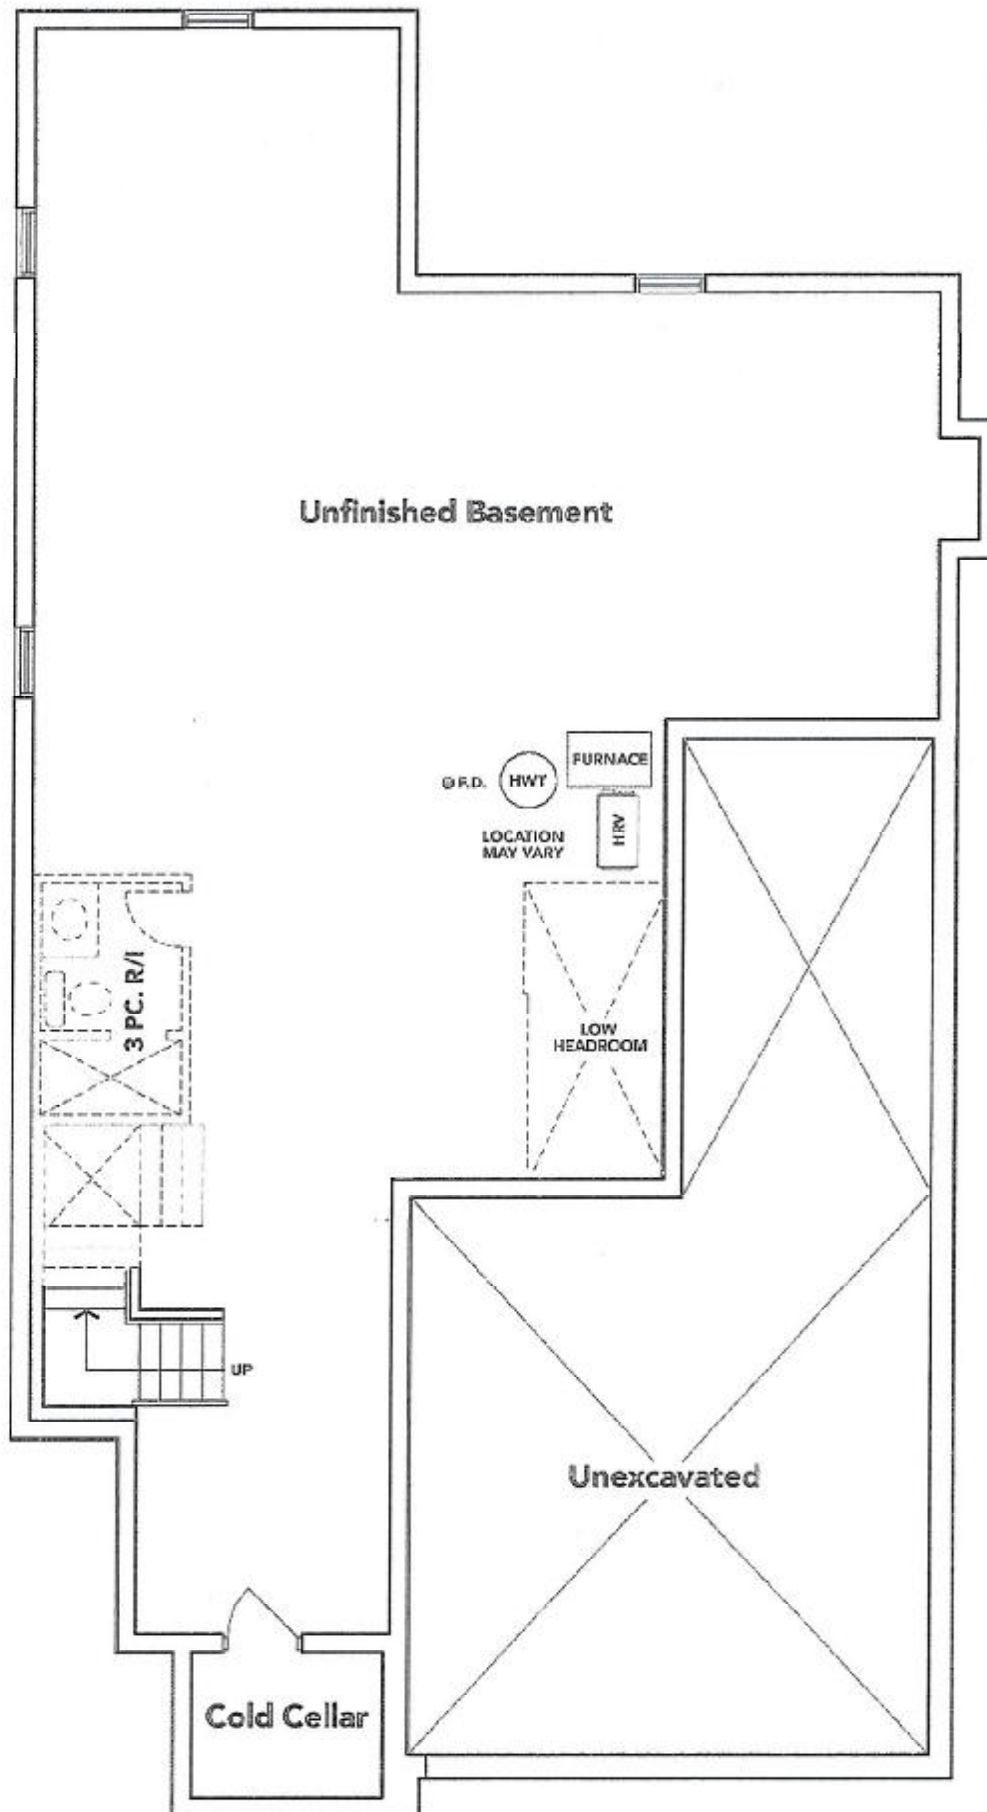 Unfinished Basement
FURNACE
F.D.
HWT
HRV
LOCATION
MAY VARY
3 PC. R/I
LOW
HEADROOM
UP
Unexcavated
Cold Cellar